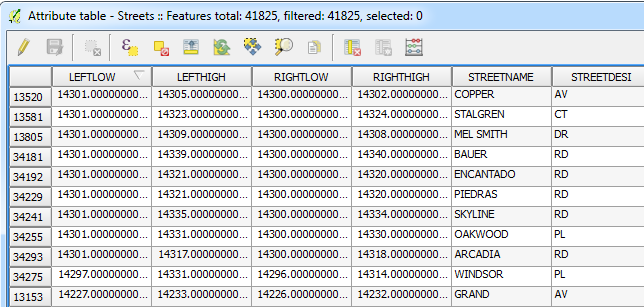 Attribute table - Streets :: Features total: 41825, filtered: 41825, selected: 0
LEFTLOW LEFTHIGH RIGHTLOW RIGHTHIGH STREETNAME STREETDESI
13520 14301.00000000... 14305.00000000... 14300.00000000... 14302.00000000... COPPER AV
13581 14301.00000000... 14323.00000000... 14300.00000000... 14324.00000000... STALGREN CT
13805 14301.00000000... 14309.00000000... 14300.00000000... 14308.00000000... MEL SMITH DR
34181 14301.00000000... 14339.00000000... 14300.00000000... 14340.00000000... BAUER RD
34192 14301.00000000... 14321.00000000... 14300.00000000... 14320.00000000... ENCANTADO RD
34229 14301.00000000... 14321.00000000... 14300.00000000... 14320.00000000... PIEDRAS RD
34241 14301.00000000... 14335.00000000... 14300.00000000... 14334.00000000... SKYLINE RD
34255 14301.00000000... 14331.00000000... 14300.00000000... 14330.00000000... OAKWOOD PL
34293 14301.00000000... 14317.00000000... 14300.00000000... 14318.00000000... ARCADIA RD
34275 14297.00000000... 14331.00000000... 14296.00000000... 14314.00000000... WINDSOR PL
13153 14227.00000000... 14233.00000000... 14226.00000000... 14232.00000000... GRAND AV